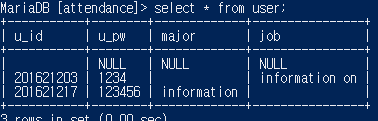 MariaDB [attendance]> select * from user;
+-----------+--------+-------------+----------------+
| u_id | u_pw | major | job |
+-----------+--------+-------------+----------------+
| | NULL | NULL | NULL |
| 201621203 | 1234 | | information on |
| 201621217 | 123456 | information | |
+-----------+--------+-------------+----------------+
3 rows in set (0.00 sec)